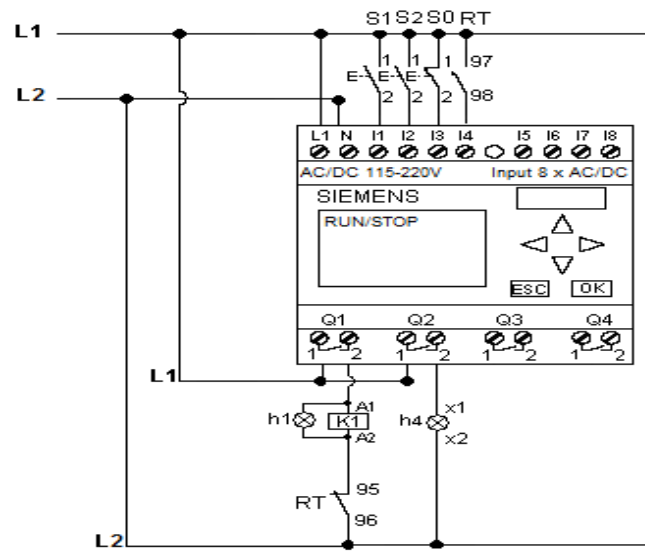 S1 S2 S0 RT
L1
1 1 1 97
E E E
2 2 2 98
L2
L1 N I1 I2 I3 I4 I5 I6 I7 I8
AC/DC 115-220V Input 8 x AC/DC
SIEMENS
RUN/STOP
ESC OK
Q1 Q2 Q3 Q4
1 2 1 2 1 2 1 2
L1
h1 K1 A1 h4 x1
A2 x2
RT 95
96
L2